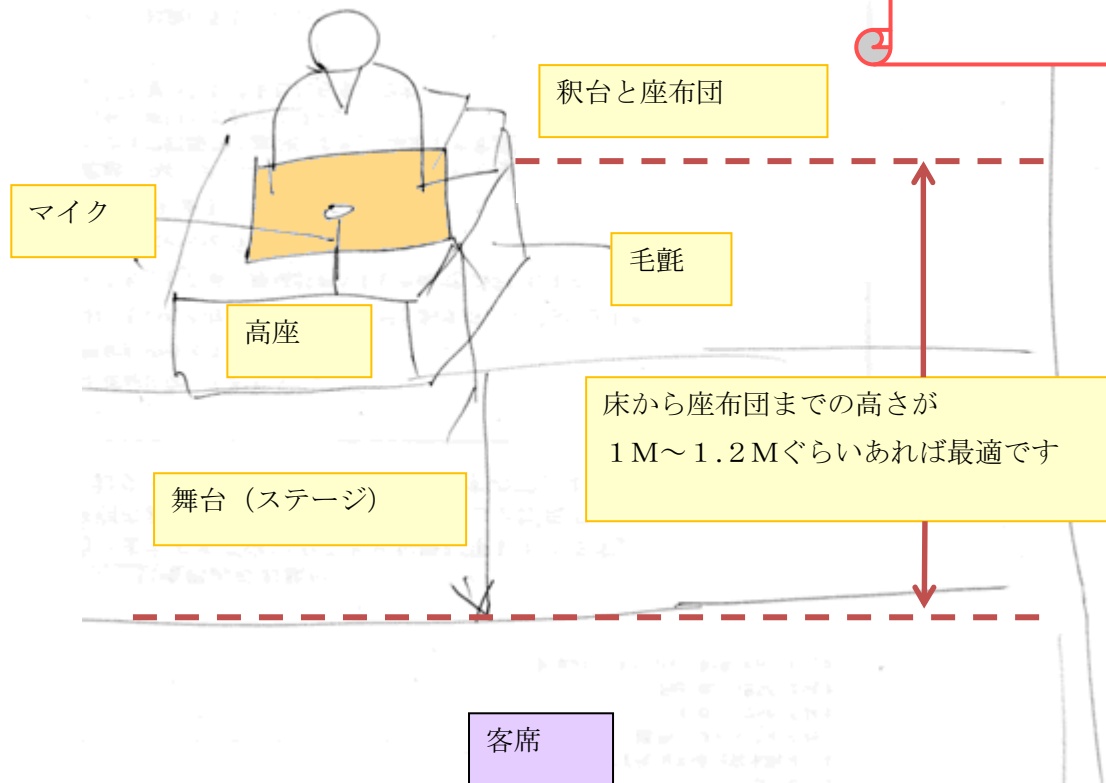 釈台と座布団
マイク
毛氈
高座
床から座布団までの高さが
１M～１.２Mぐらいあれば最適です
舞台（ステージ）
客席